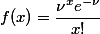 f(x) = \frac{\nu^x e^{-\nu}}{x!}